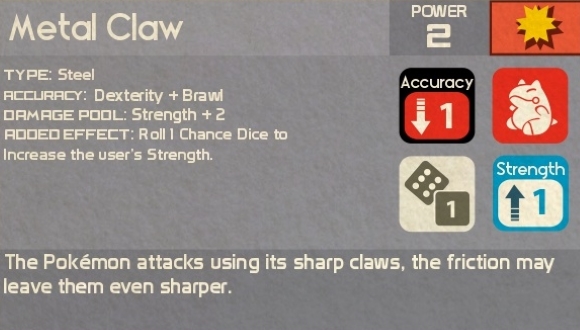 Metal Claw
POWER
2
TYPE: Steel
ACCURACY: Dexterity + Brawl
DAMAGE POOL: Strength + 2
ADDED EFFECT: Roll 1 Chance Dice to
Increase the user's Strength.
Accuracy
1
1
Strength
1
The Pokémon attacks using its sharp claws, the friction may
leave them even sharper.